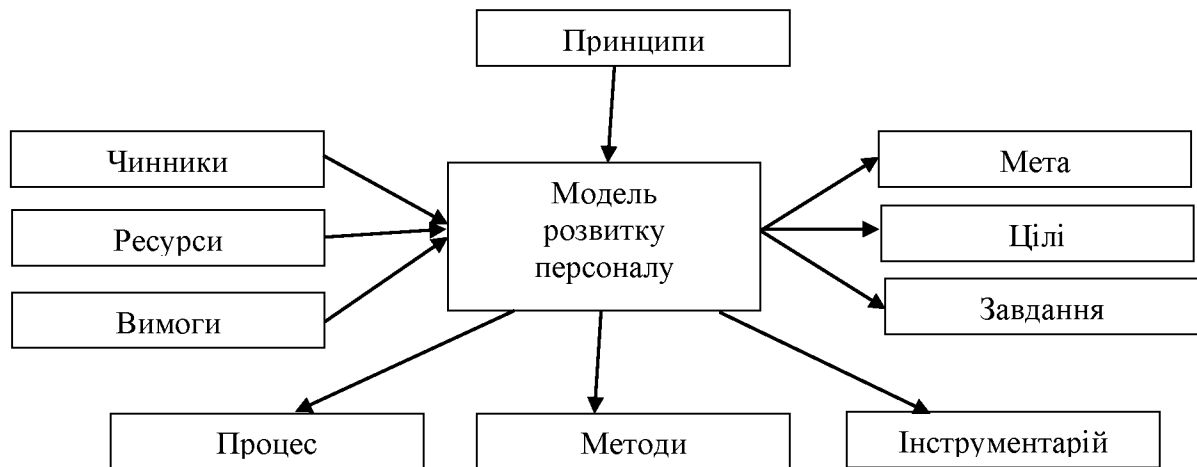 Принципи
Чинники
Ресурси
Вимоги
Модель
розвитку
персоналу
Мета
Цілі
Завдання
Процес
Методи
Інструментарій